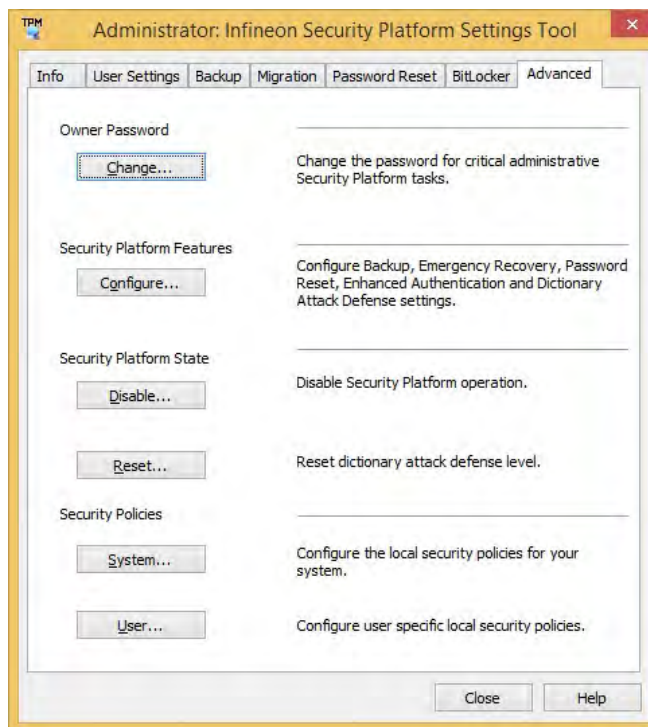 TPM
Administrator: Infineon Security Platform Settings Tool
Info User Settings Backup Migration Password Reset BitLocker Advanced
Owner Password
Change...
Change the password for critical administrative
Security Platform tasks.
Security Platform Features
Configure...
Configure Backup, Emergency Recovery, Password
Reset, Enhanced Authentication and Dictionary
Attack Defense settings.
Security Platform State
Disable...
Disable Security Platform operation.
Reset...
Reset dictionary attack defense level.
Security Policies
System...
Configure the local security policies for your
system.
User...
Configure user specific local security policies.
Close Help